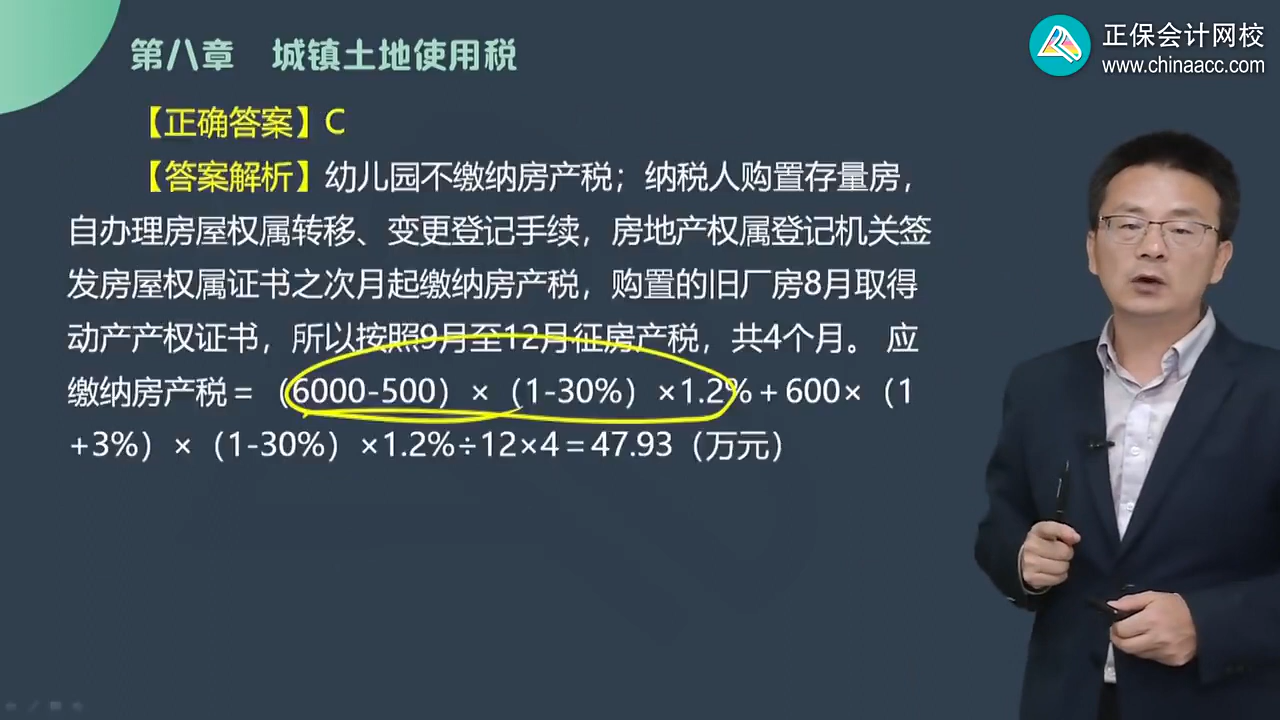 第八章 城镇土地使用税
正保会计网校
www.chinaacc.com
【正确答案】C
【答案解析】幼儿园不缴纳房产税；纳税人购置存量房，
自办理房屋权属转移、变更登记手续，房地产权属登记机关签
发房屋权属证书之次月起缴纳房产税，购置的旧厂房8月取得
动产产权证书，所以按照9月至12月征房产税，共4个月。 应
缴纳房产税＝（6000-500）×（1-30%）×1.2%＋600×（1
+3%）×（1-30%）×1.2%÷12×4＝47.93（万元）